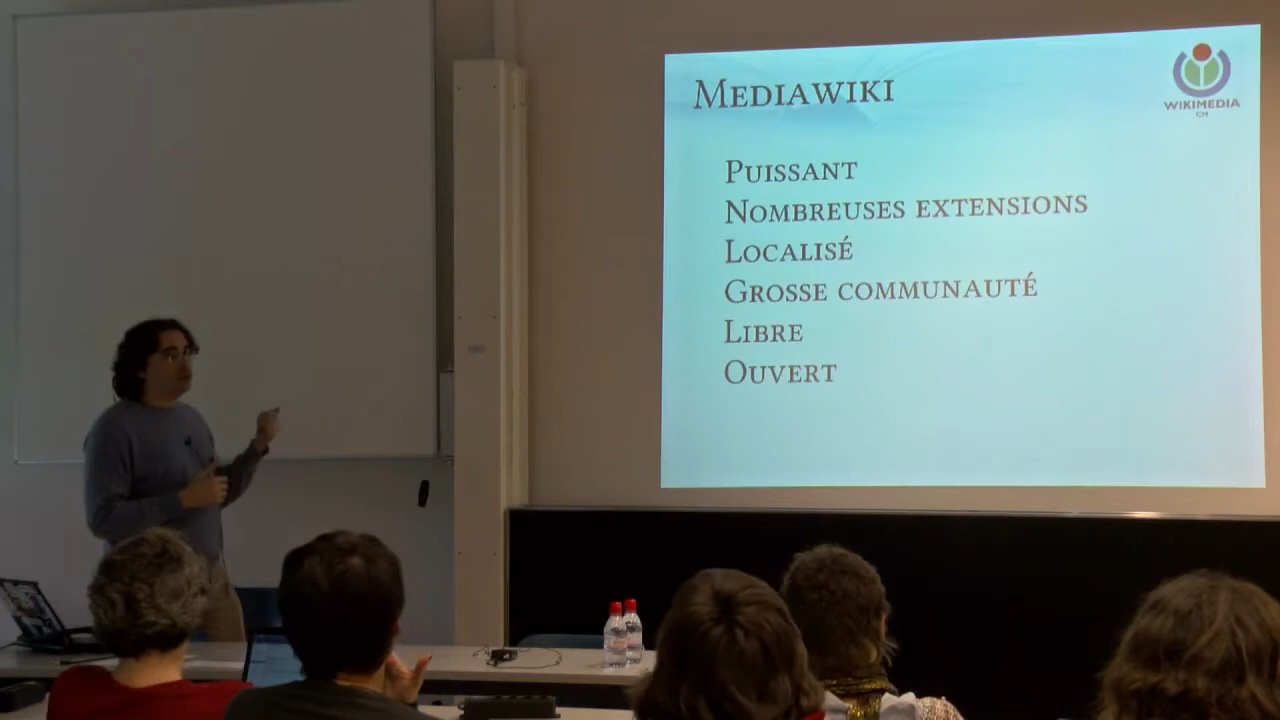 MEDIAWIKI
WIKIMEDIA
CH
PUISSANT
NOMBREUSES EXTENSIONS
LOCALISÉ
GROSSE COMMUNAUTÉ
LIBRE
OUVERT